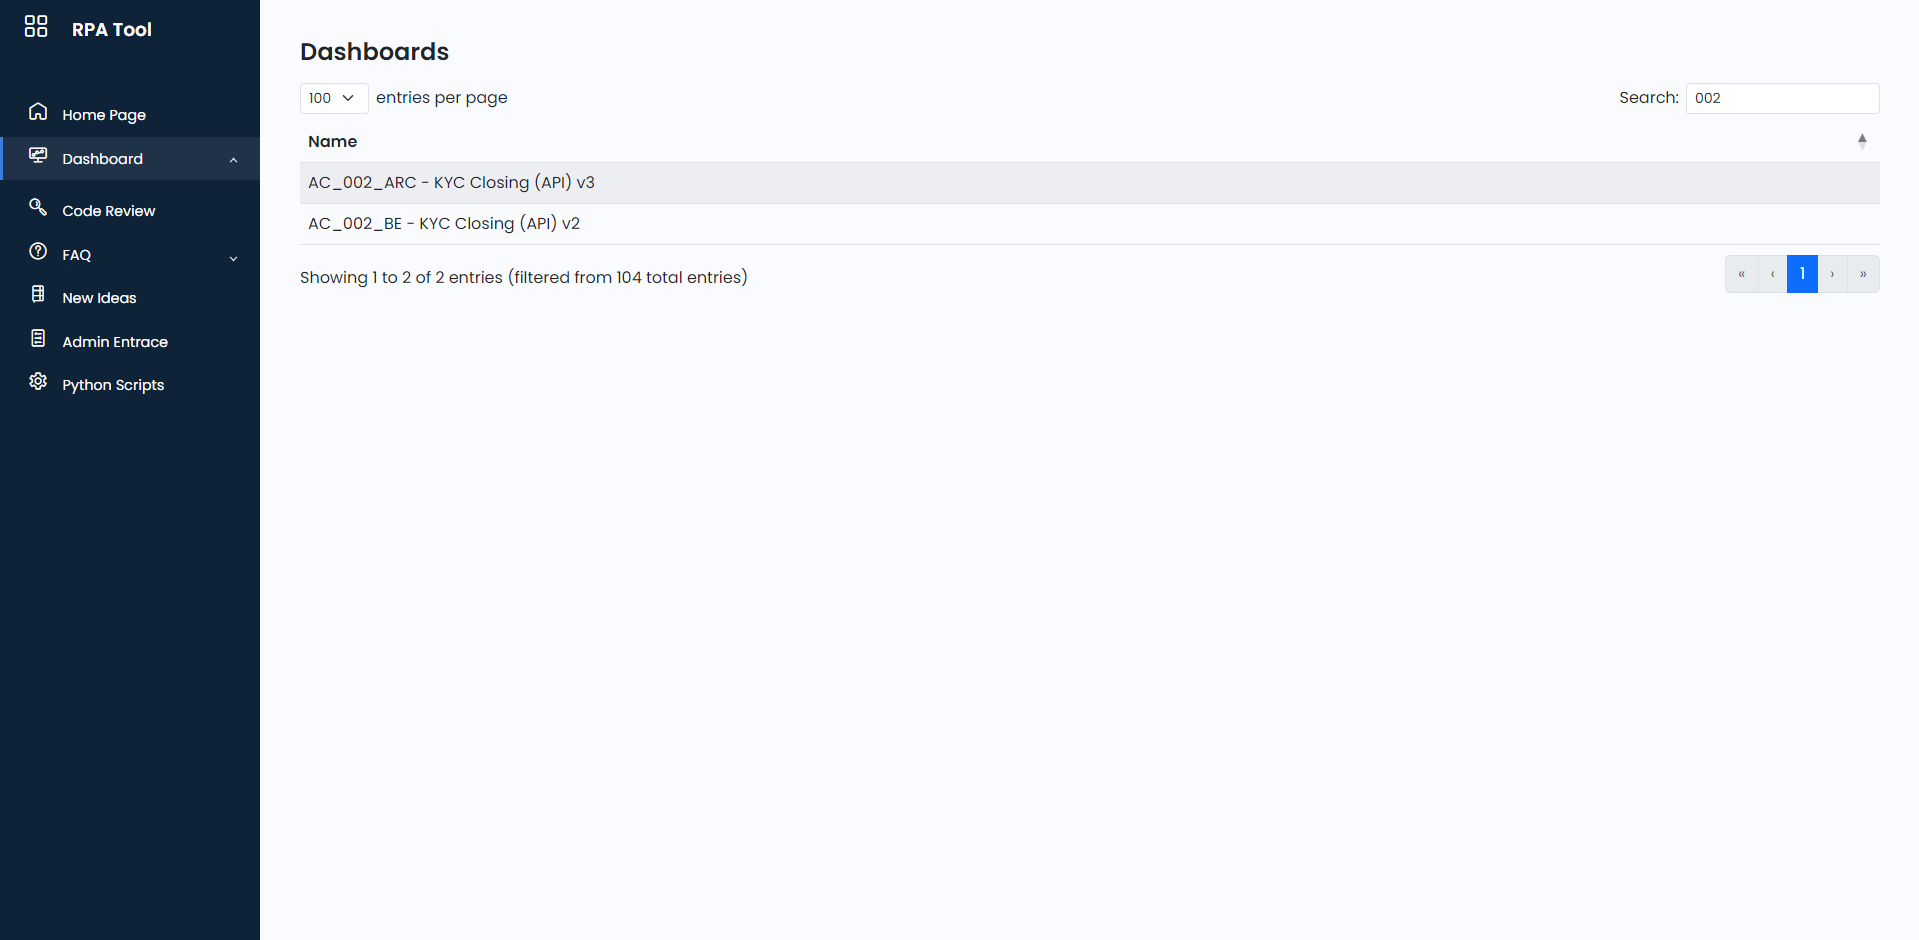 RPA Tool
Home Page
Dashboard
Code Review
FAQ
New Ideas
Admin Entrace
Python Scripts
Dashboards
100 entries per page
Search: 002
Name
AC_002_ARC - KYC Closing (API) v3
AC_002_BE - KYC Closing (API) v2
Showing 1 to 2 of 2 entries (filtered from 104 total entries)
« ‹ 1 › »